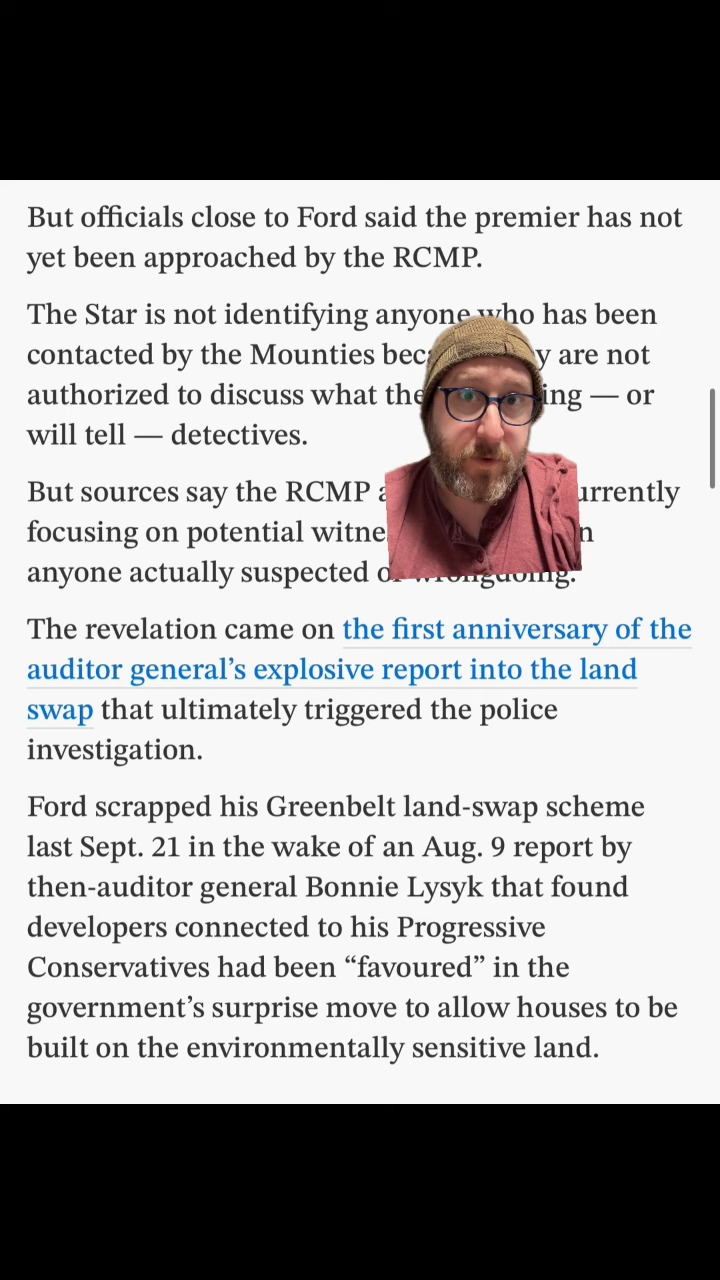 But officials close to Ford said the premier has not
yet been approached by the RCMP.
The Star is not identifying anyone who has been
contacted by the Mounties y are not
authorized to discuss what ing — or
will tell — detectives.
But sources say the RCMP urrently
focusing on potential
anyone actually suspected of wrongdoing.
The revelation came on the first anniversary of the
auditor general’s explosive report into the land
swap that ultimately triggered the police
investigation.
Ford scrapped his Greenbelt land-swap scheme
last Sept. 21 in the wake of an Aug. 9 report by
then-auditor general Bonnie Lysyk that found
developers connected to his Progressive
Conservatives had been “favoured” in the
government’s surprise move to allow houses to be
built on the environmentally sensitive land.